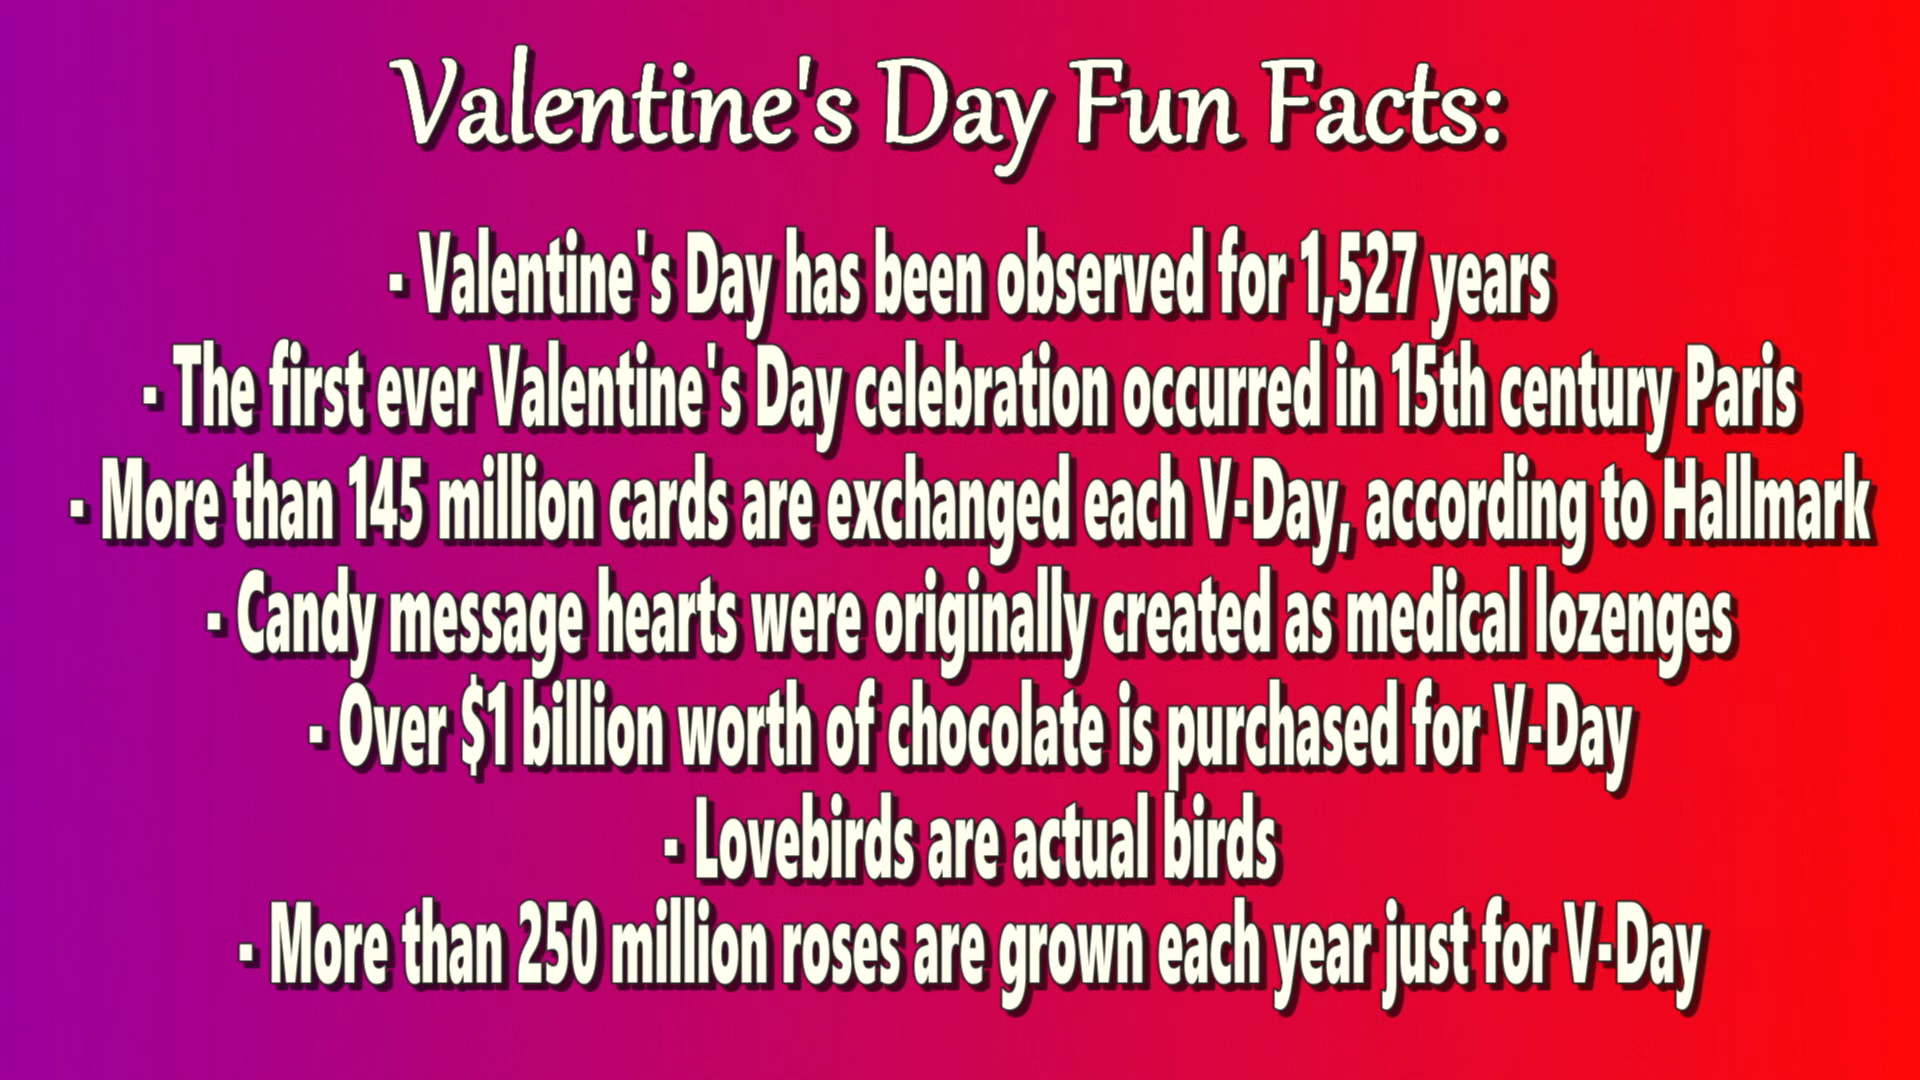 Valentine's Day Fun Facts:
- Valentine's Day has been observed for 1,527 years
- The first ever Valentine's Day celebration occurred in 15th century Paris
- More than 145 million cards are exchanged each V-Day, according to Hallmark
- Candy message hearts were originally created as medical lozenges
- Over $1 billion worth of chocolate is purchased for V-Day
- Lovebirds are actual birds
- More than 250 million roses are grown each year just for V-Day